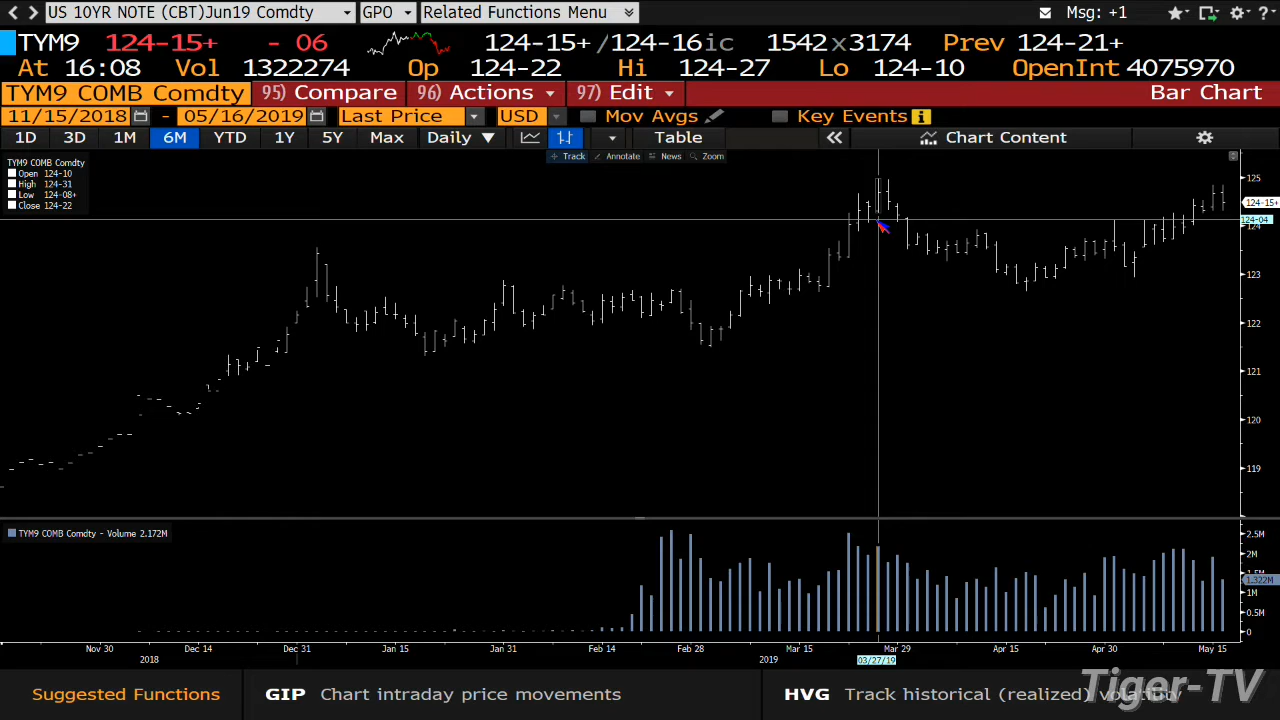 US 10YR NOTE (CBT)Jun19 Comdty GPO Related Functions Menu Msg: +1 ?
TYM9 124-15+ - 06 124-15+/124-16ic 1542x3174 Prev 124-21+
At 16:08 Vol 1322274 Op 124-22 Hi 124-27 Lo 124-10 OpenInt 4075970
TYM9 COMB Comdty 95) Compare 96) Actions 97) Edit Bar Chart
11/15/2018 - 05/16/2019 Last Price USD Mov Avgs Key Events i
1D 3D 1M 6M YTD 1Y 5Y Max Daily Table « Chart Content
Track Annotate News Zoom
TYM9 COMB Comdty
Open 124-10
High 124-31
Low 124-08+
Close 124-22
125
124-15+
124-04
124
123
122
121
120
119
TYM9 COMB Comdty - Volume 2.172M
2.5M
2M
1.5M
1.322M
1M
0.5M
0
Nov 30 Dec 14 Dec 31 Jan 15 Jan 31 Feb 14 Feb 28 Mar 15 Mar 29 Apr 15 Apr 30 May 15
2018 2019 03/27/19
Suggested Functions GIP Chart intraday price movements HVG Track historical (realized) volatility
Tiger-TV